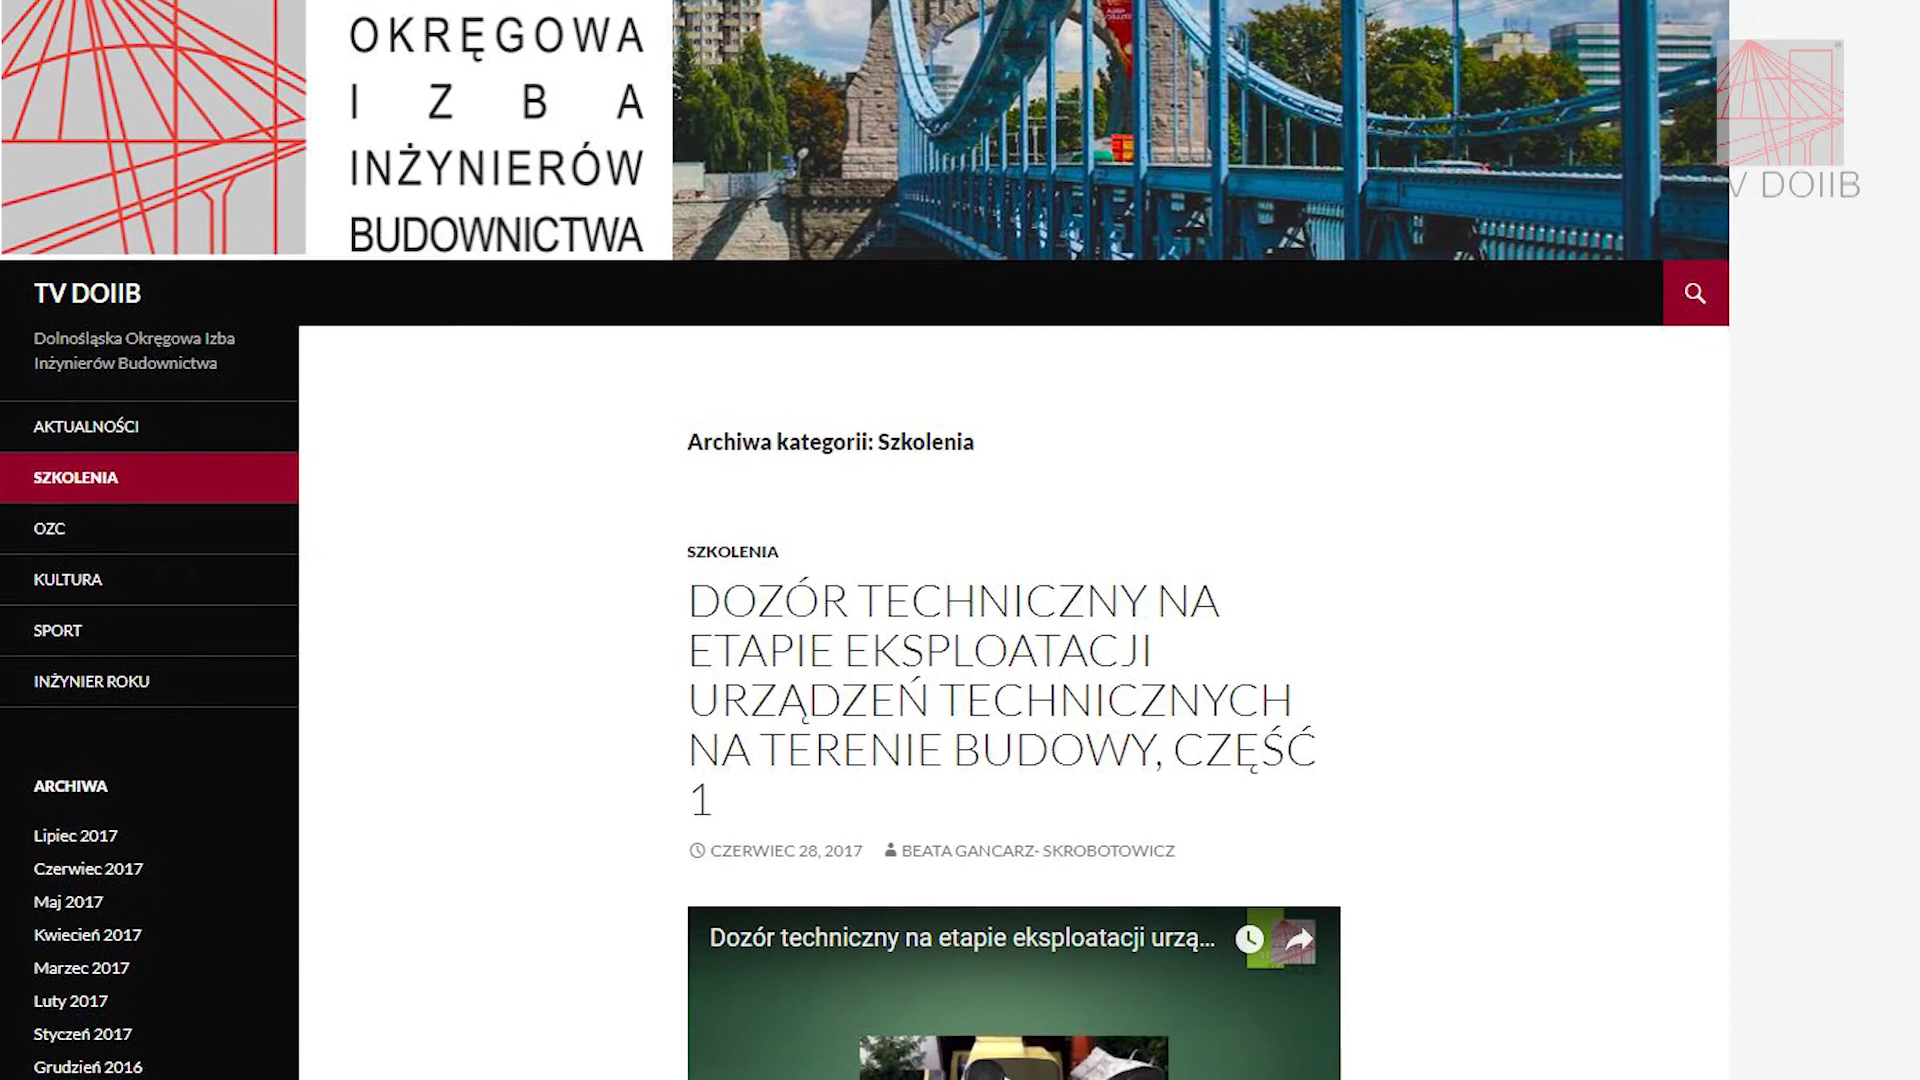 OKRĘGOWA
IZBA
INŻYNIERÓW
BUDOWNICTWA
V DOIIB
TV DOIIB
Dolnośląska Okręgowa Izba
Inżynierów Budownictwa
AKTUALNOŚCI
SZKOLENIA
OZC
KULTURA
SPORT
INŻYNIER ROKU
ARCHIWA
Lipiec 2017
Czerwiec 2017
Maj 2017
Kwiecień 2017
Marzec 2017
Luty 2017
Styczeń 2017
Grudzień 2016
Archiwa kategorii: Szkolenia
SZKOLENIA
DOZÓR TECHNICZNY NA
ETAPIE EKSPLOATACJI
URZĄDZEŃ TECHNICZNYCH
NA TERENIE BUDOWY, CZĘŚĆ
1
CZERWIEC 28, 2017 BEATA GANCARZ- SKROBOTOWICZ
Dozór techniczny na etapie eksploatacji urzą...